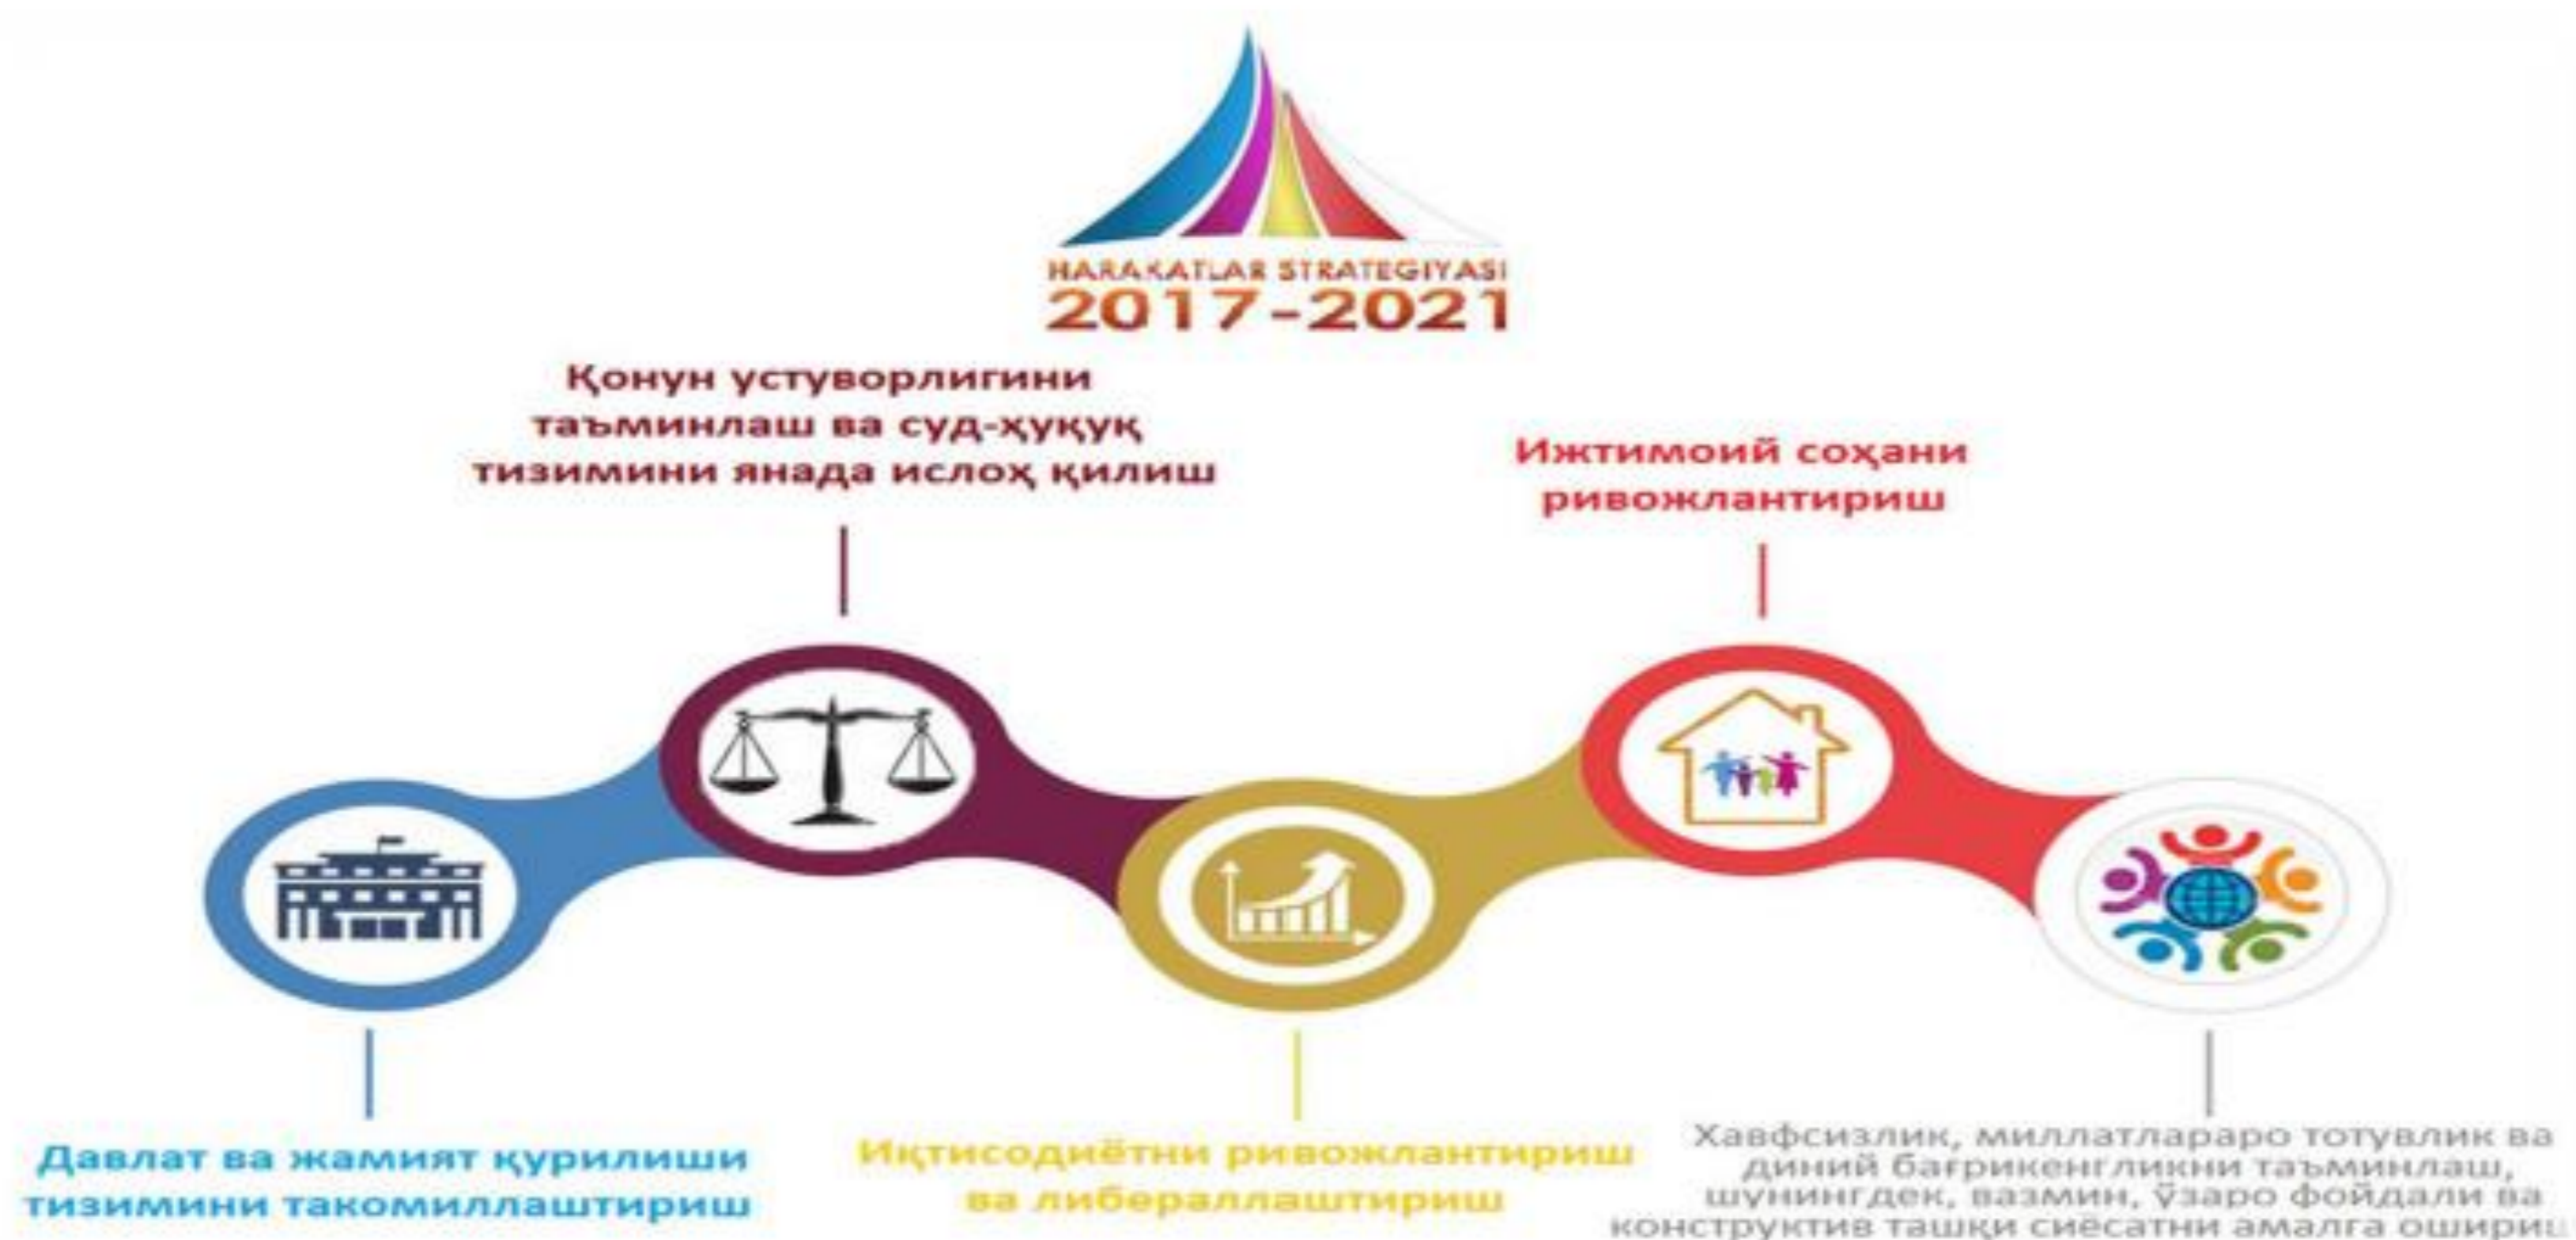 HARAKATLAR STRATEGIYASI
2017-2021
Қонун устуворлигини
таъминлаш ва суд-ҳуқуқ
тизимини янада ислоҳ қилиш
Ижтимоий соҳани
ривожлантириш
Давлат ва жамият қурилиши
тизимини такомиллаштириш
Иқтисодиётни ривожлантириш
ва либераллаштириш
Хавфсизлик, миллатлараро тотувлик ва
диний бағрикенгликни таъминлаш,
шунингдек, вазмин, ўзаро фойдали ва
конструктив ташқи сиёсатни амалга ошириш